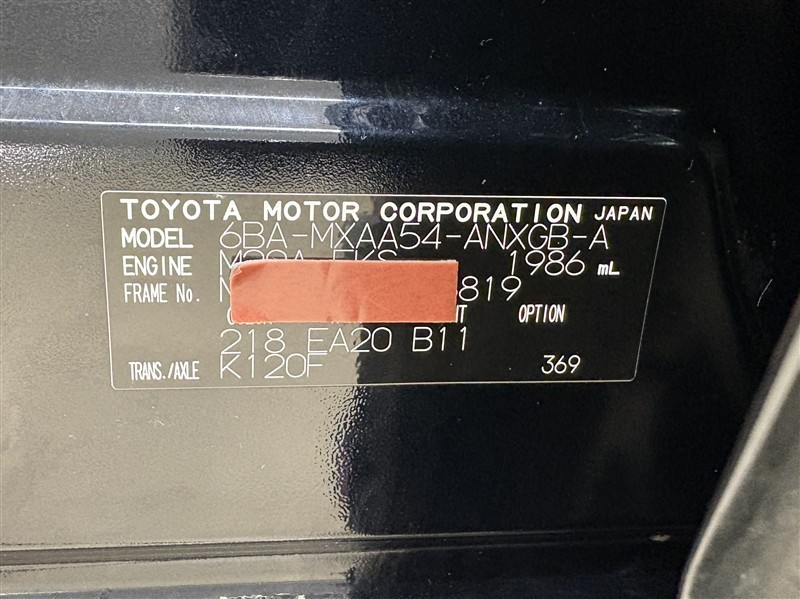 TOYOTA MOTOR CORPORATION JAPAN
MODEL 6BA-MXAA54-ANXGB-A
ENGINE 1986 mL
FRAME No. 819
OPTION
218 EA20 B11
TRANS./AXLE K120F 369